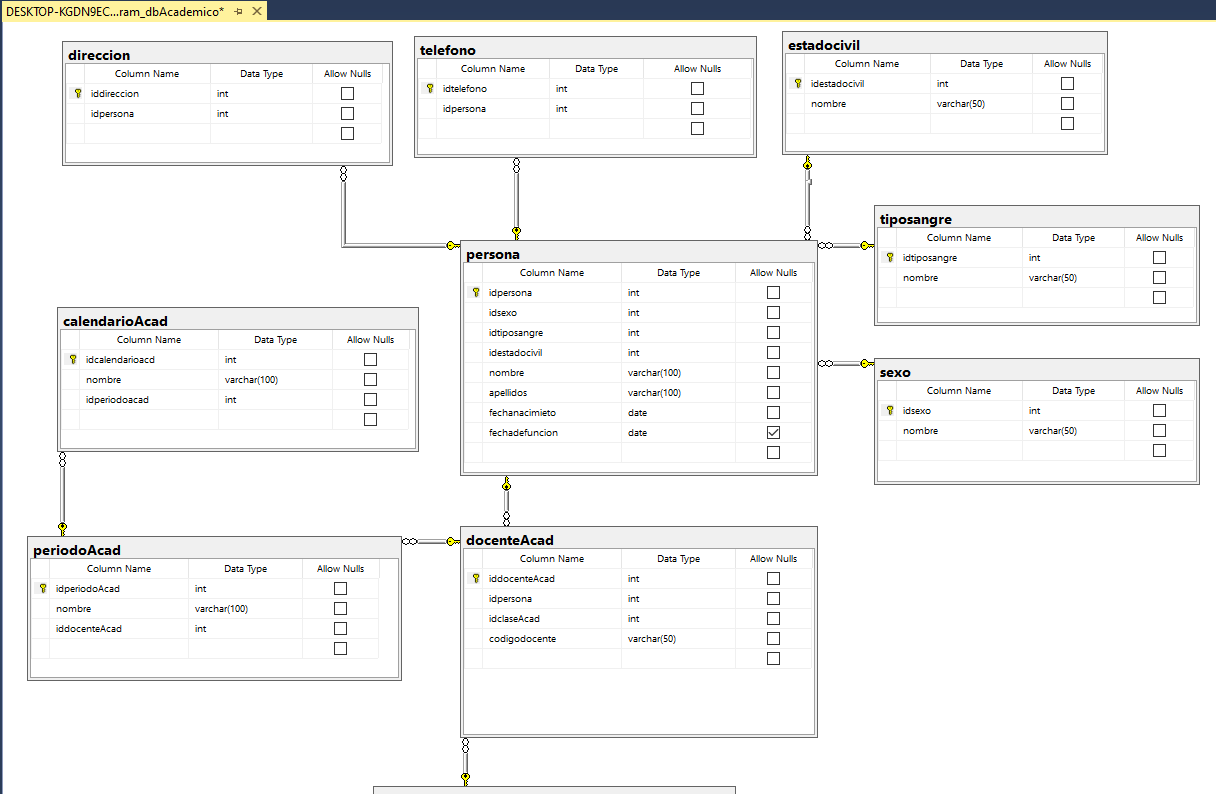 DESKTOP-KGDN9EC...ram_dbAcademico*
direccion
Column Name Data Type Allow Nulls
iddireccion int
idpersona int
telefono
Column Name Data Type Allow Nulls
idtelefono int
idpersona int
estadocivil
Column Name Data Type Allow Nulls
idestadocivil int
nombre varchar(50)
tiposangre
Column Name Data Type Allow Nulls
idtiposangre int
nombre varchar(50)
persona
Column Name Data Type Allow Nulls
idpersona int
idsexo int
idtiposangre int
idestadocivil int
nombre varchar(100)
apellidos varchar(100)
fechanacimieto date
fechadefuncion date
calendarioAcad
Column Name Data Type Allow Nulls
idcalendarioacd int
nombre varchar(100)
idperiodoacad int
sexo
Column Name Data Type Allow Nulls
idsexo int
nombre varchar(50)
periodoAcad
Column Name Data Type Allow Nulls
idperiodoAcad int
nombre varchar(100)
iddocenteAcad int
docenteAcad
Column Name Data Type Allow Nulls
iddocenteAcad int
idpersona int
idclaseAcad int
codigodocente varchar(50)